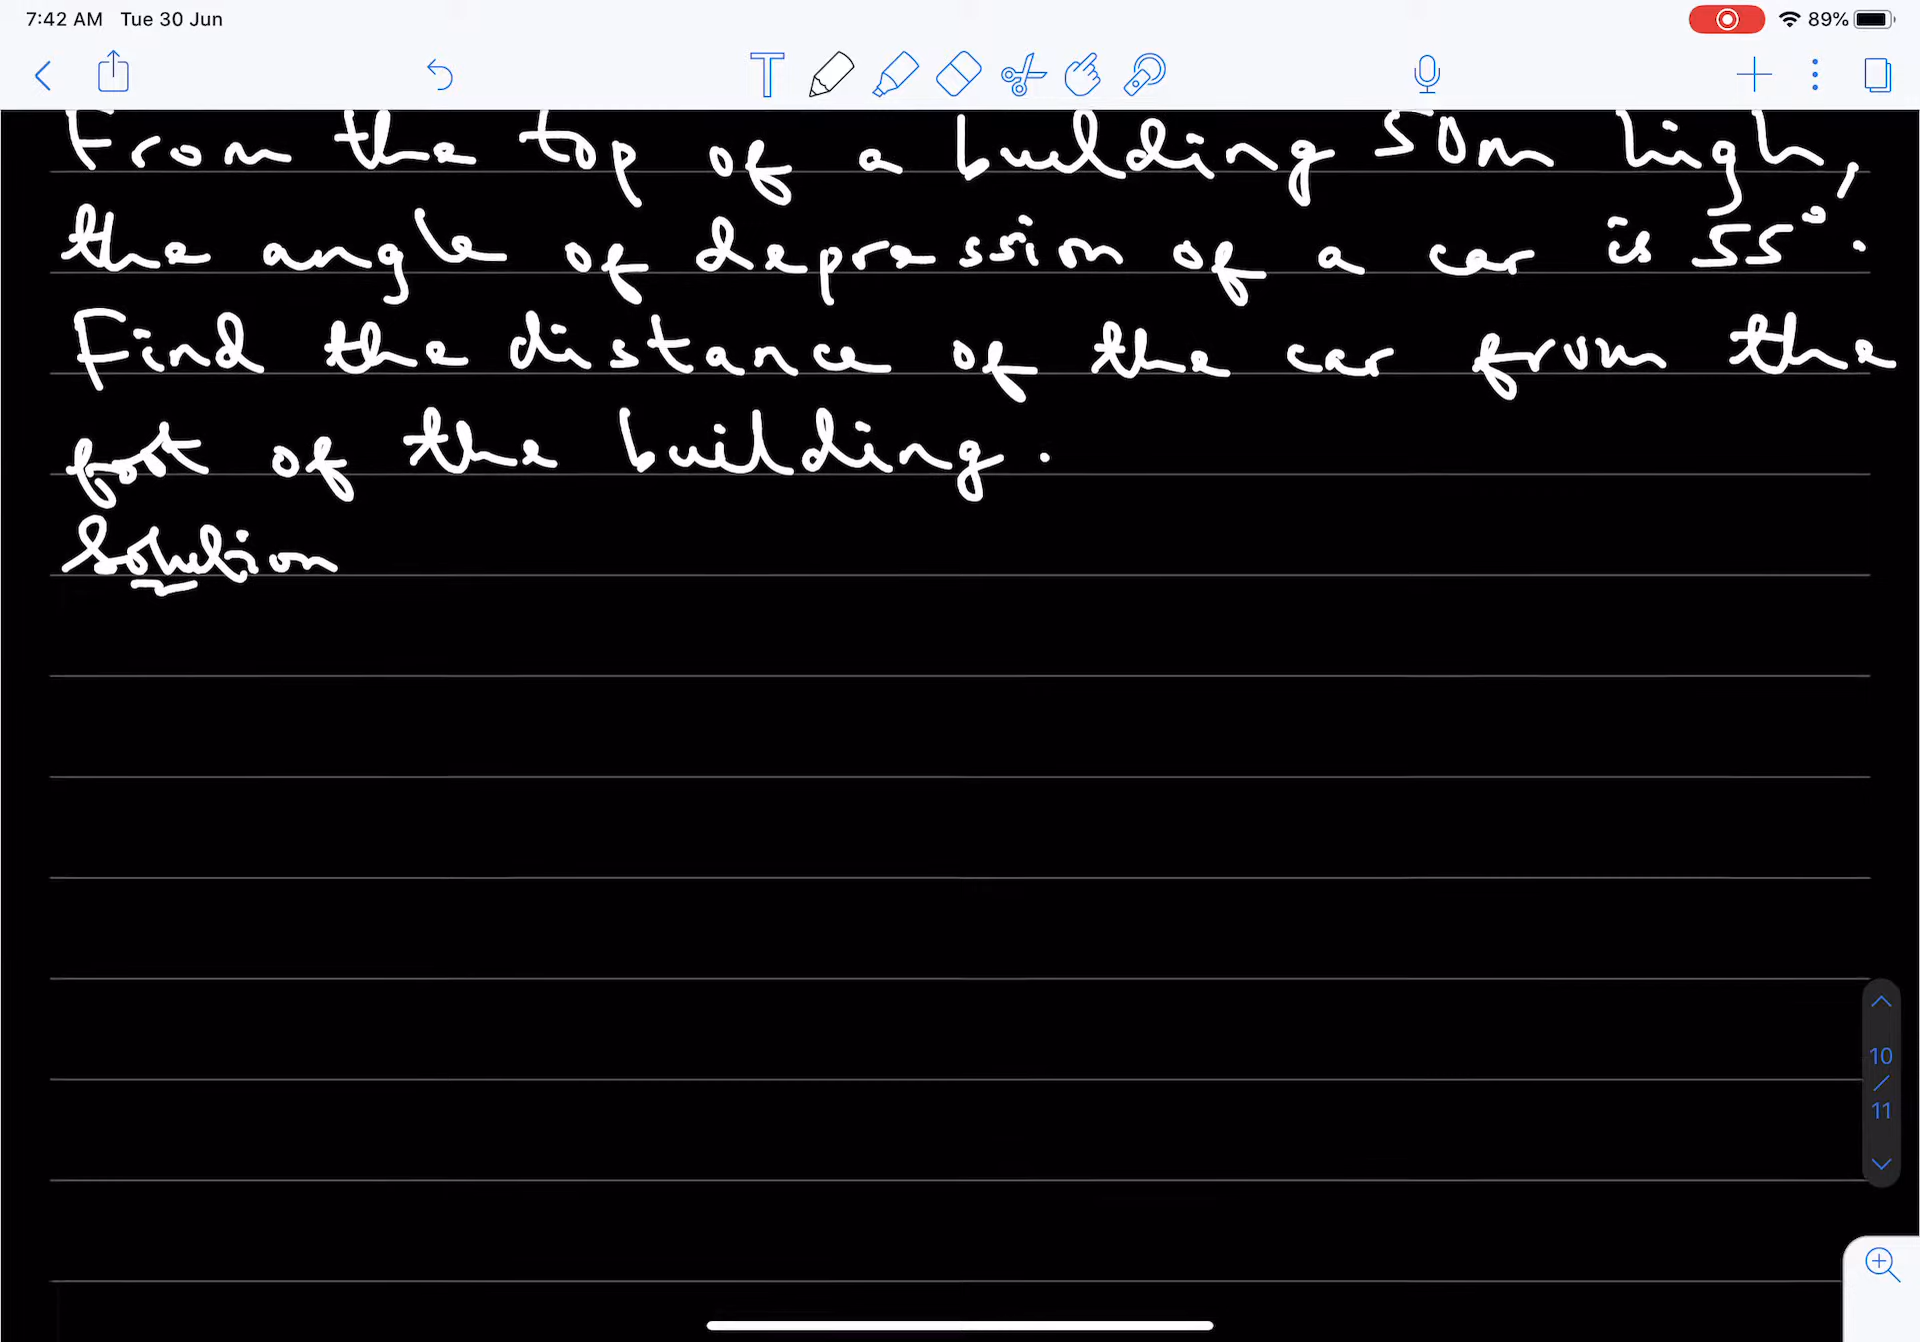 7:42 AM Tue 30 Jun
89%
From the top of a building 50m high,
the angle of depression of a car is 55°.
Find the distance of the car from the
foot of the building.
Solution
10
/
11